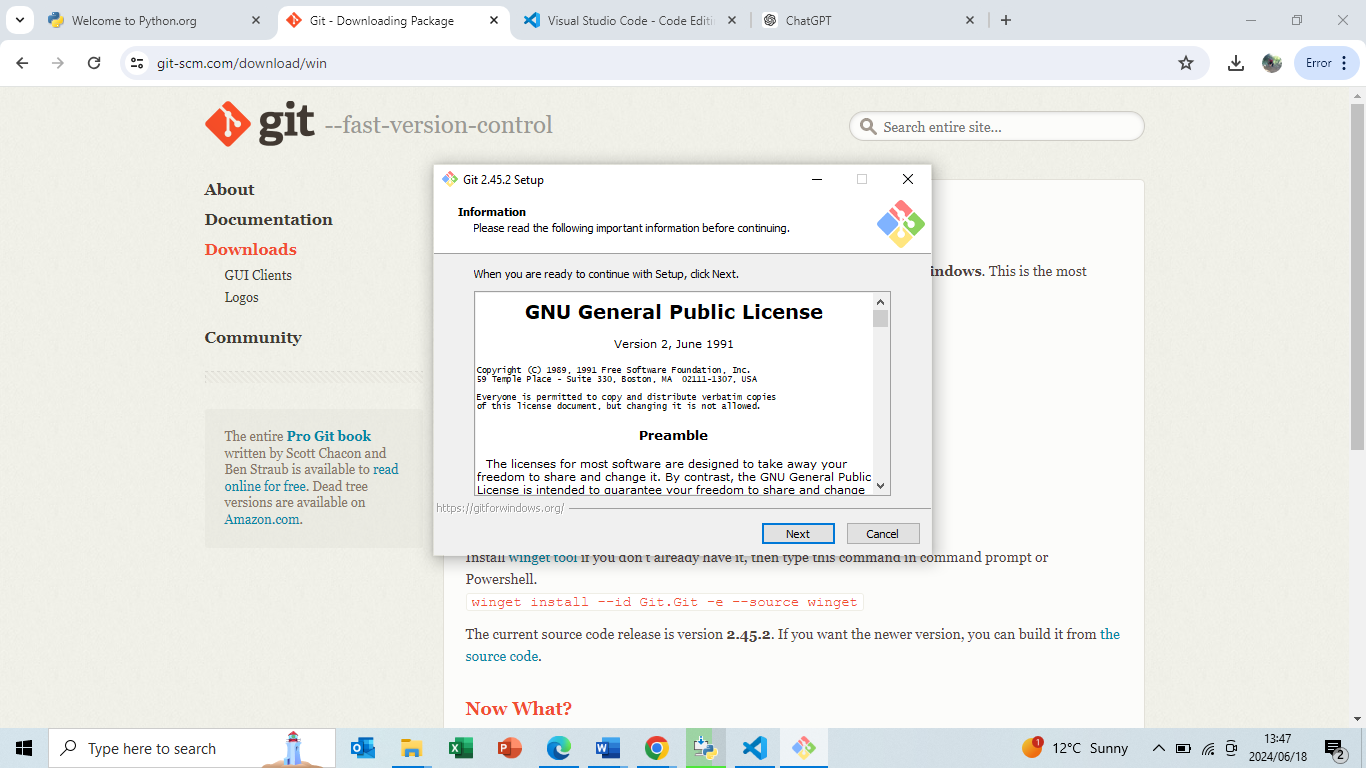 Welcome to Python.org
Git - Downloading Package
Visual Studio Code - Code Editi
ChatGPT
git-scm.com/download/win
Error
git --fast-version-control
Search entire site...
About
Documentation
Downloads
GUI Clients
Logos
Community
The entire Pro Git book
written by Scott Chacon and
Ben Straub is available to read
online for free. Dead tree
versions are available on
Amazon.com.
Git 2.45.2 Setup
Information
Please read the following important information before continuing.
When you are ready to continue with Setup, click Next.
GNU General Public License
Version 2, June 1991
Copyright (C) 1989, 1991 Free Software Foundation, Inc.
59 Temple Place - Suite 330, Boston, MA 02111-1307, USA
Everyone is permitted to copy and distribute verbatim copies
of this license document, but changing it is not allowed.
Preamble
The licenses for most software are designed to take away your
freedom to share and change it. By contrast, the GNU General Public
License is intended to guarantee your freedom to share and change
https://gitforwindows.org/
Next
Cancel
indows. This is the most
Install winget tool if you don't already have it, then type this command in command prompt or
Powershell.
winget install --id Git.Git -e --source winget
The current source code release is version 2.45.2. If you want the newer version, you can build it from the
source code.
Now What?
Type here to search
1
12°C Sunny
13:47
2024/06/18
2